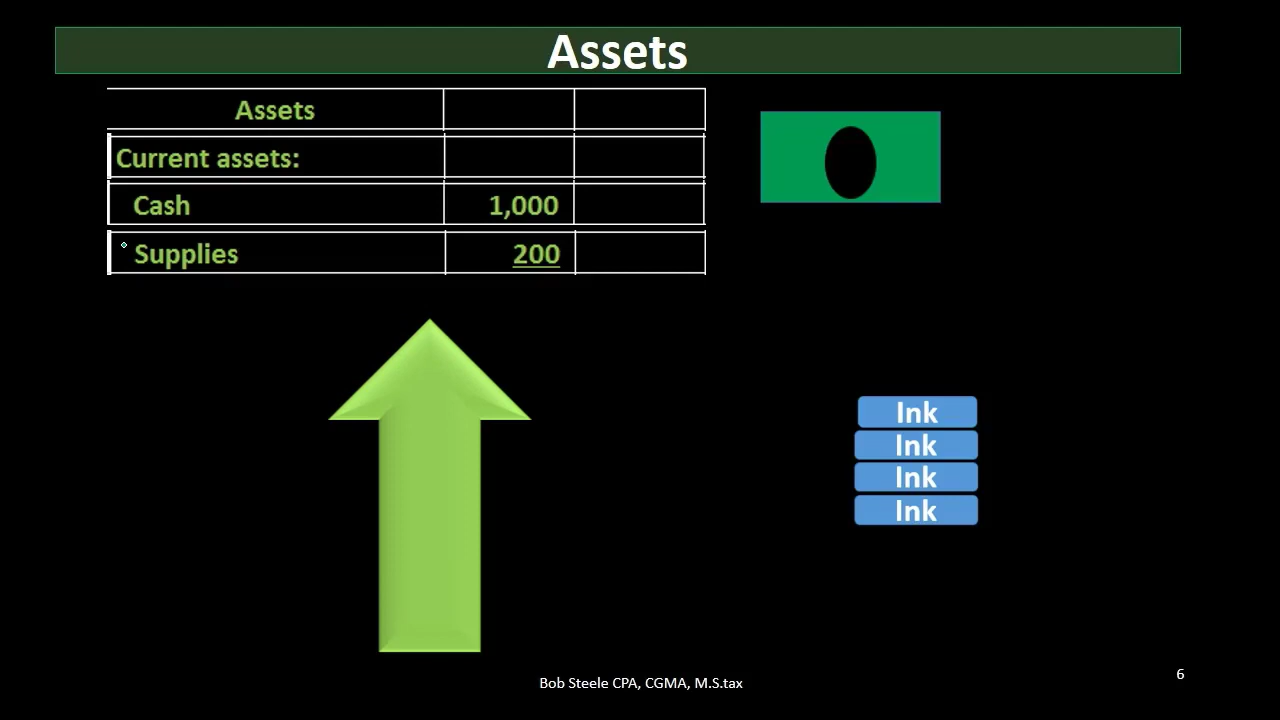 Assets
Assets
Current assets:
Cash 1,000
Supplies 200
Ink
Ink
Ink
Ink
Bob Steele CPA, CGMA, M.S.tax
6